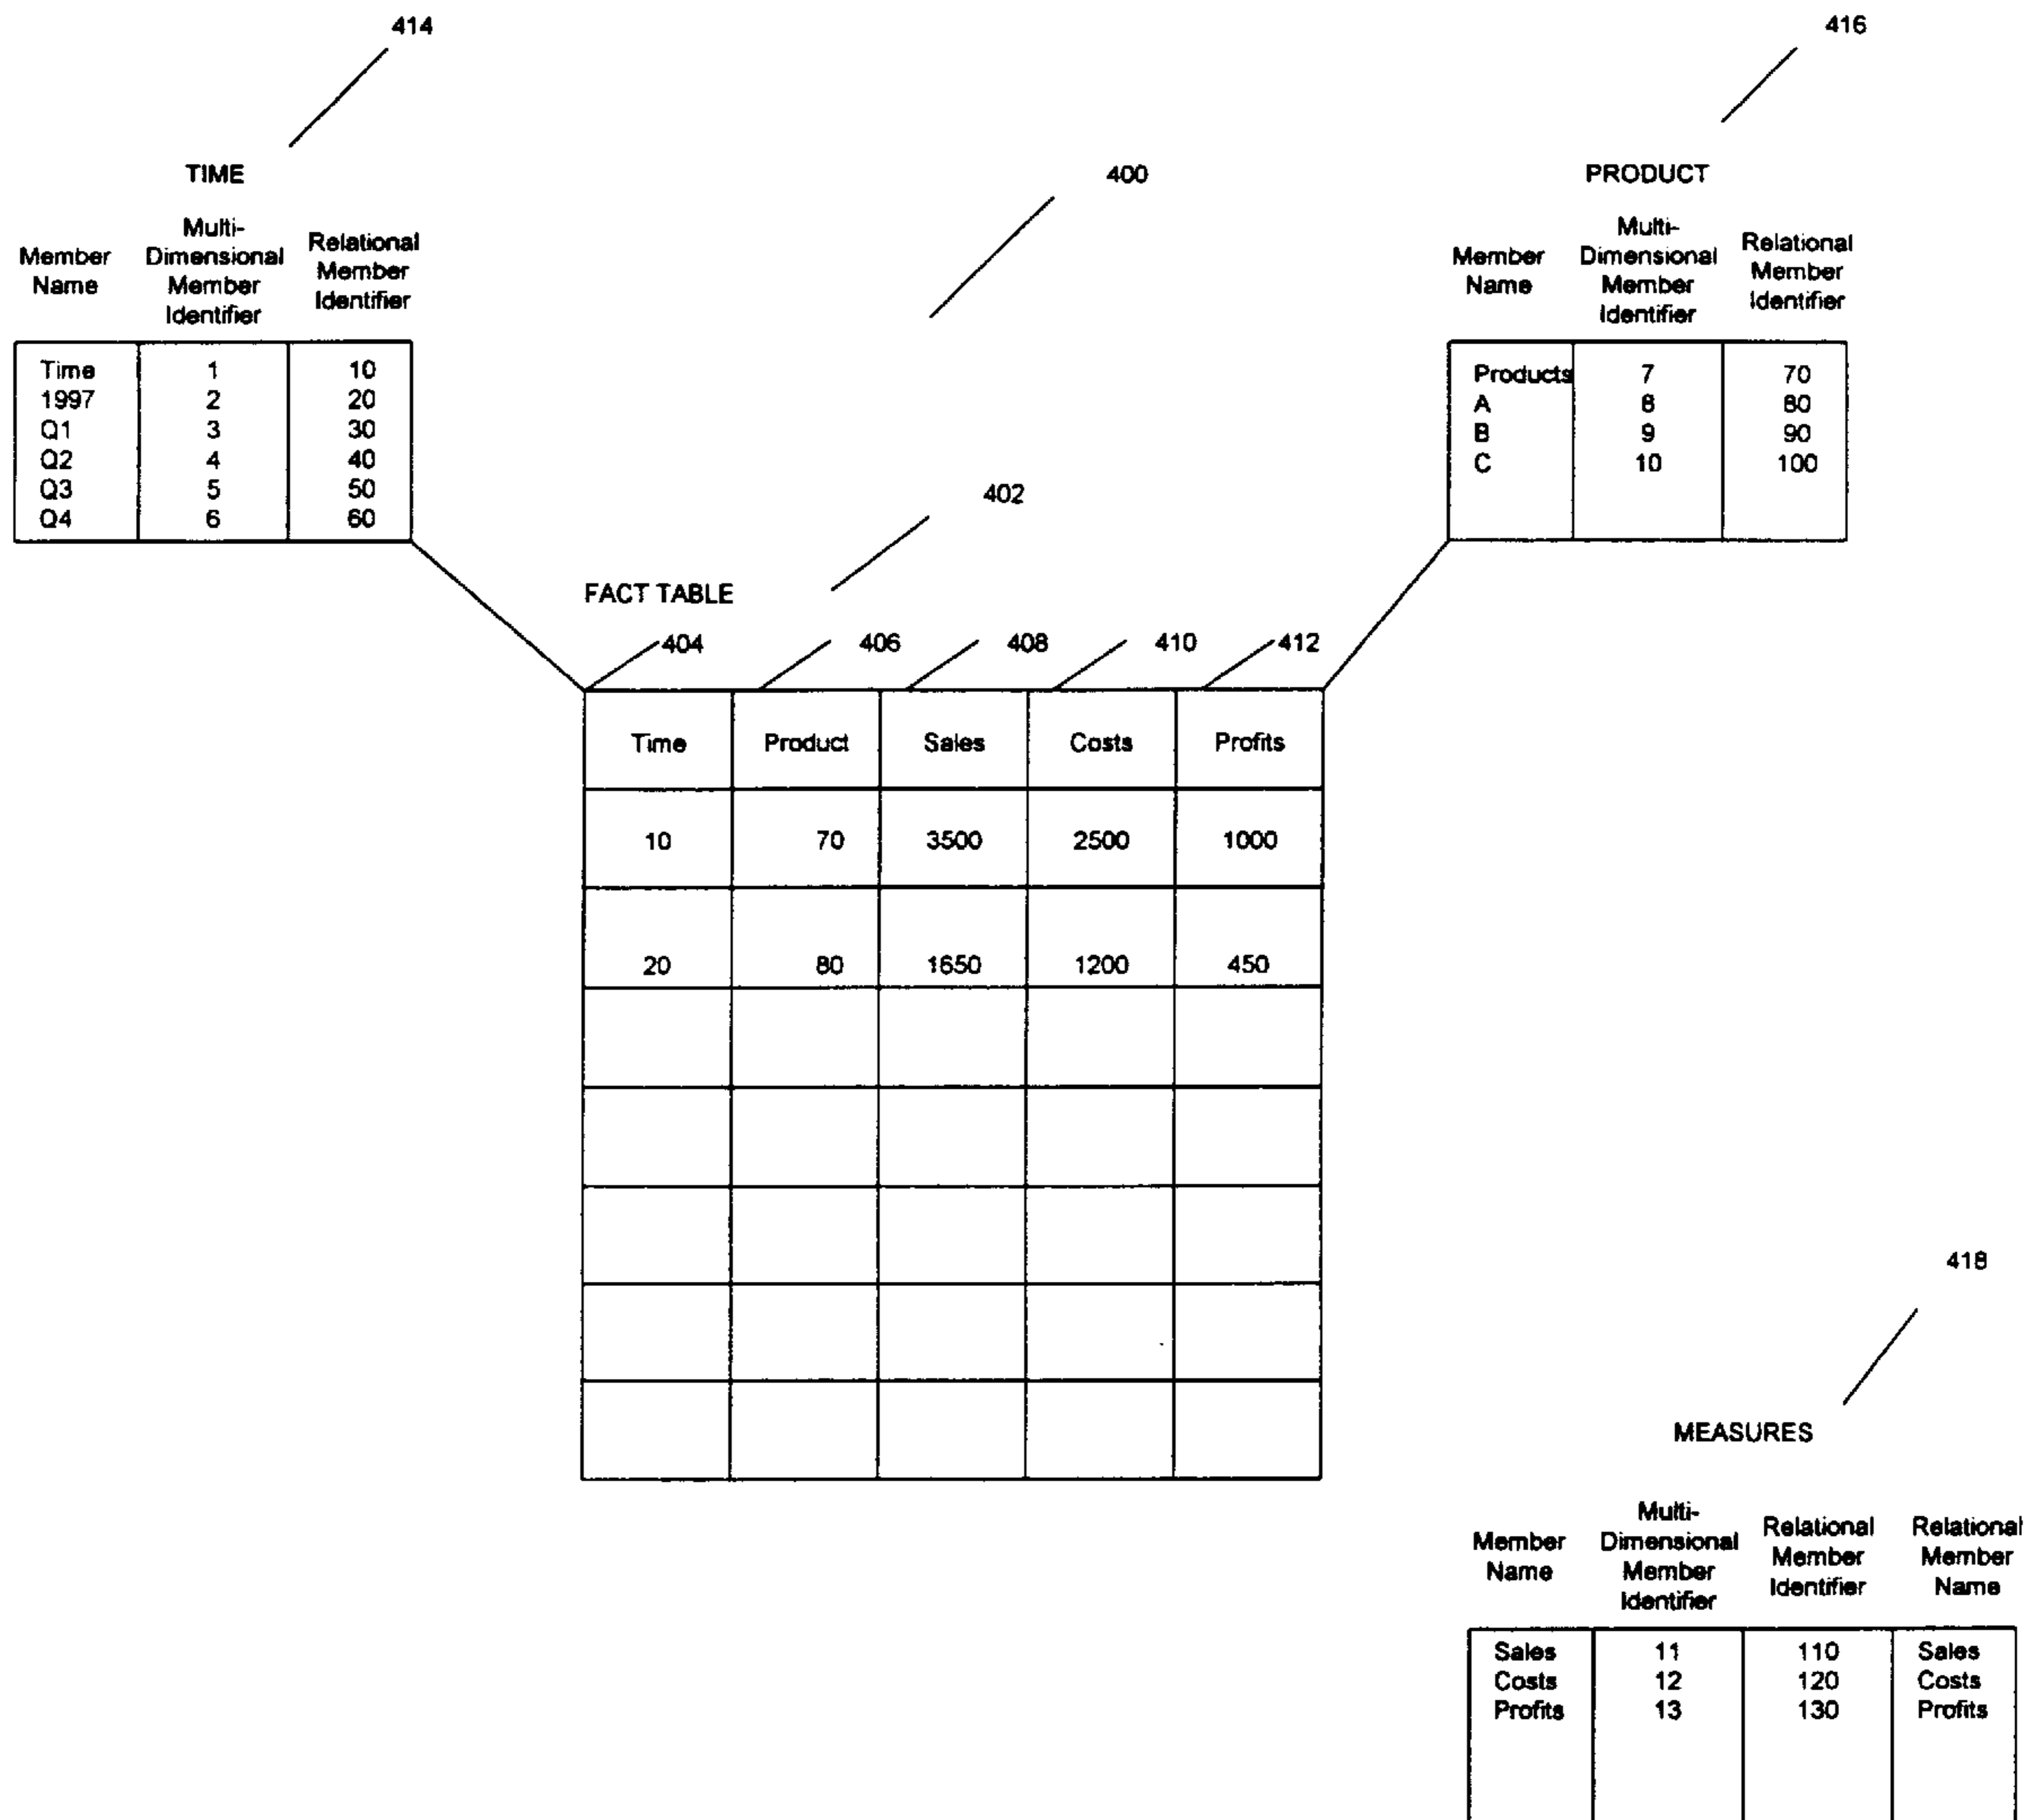 414
416
400
TIME
Member Name
Multi-Dimensional Member Identifier
Relational Member Identifier
Time 1 10
1997 2 20
Q1 3 30
Q2 4 40
Q3 5 50
Q4 6 60
PRODUCT
Member Name
Multi-Dimensional Member Identifier
Relational Member Identifier
Products 7 70
A 8 80
B 9 90
C 10 100
402
FACT TABLE
404 406 408 410 412
Time Product Sales Costs Profits
10 70 3500 2500 1000
20 80 1650 1200 450
418
MEASURES
Member Name
Multi-Dimensional Member Identifier
Relational Member Identifier
Relational Member Name
Sales 11 110 Sales
Costs 12 120 Costs
Profits 13 130 Profits